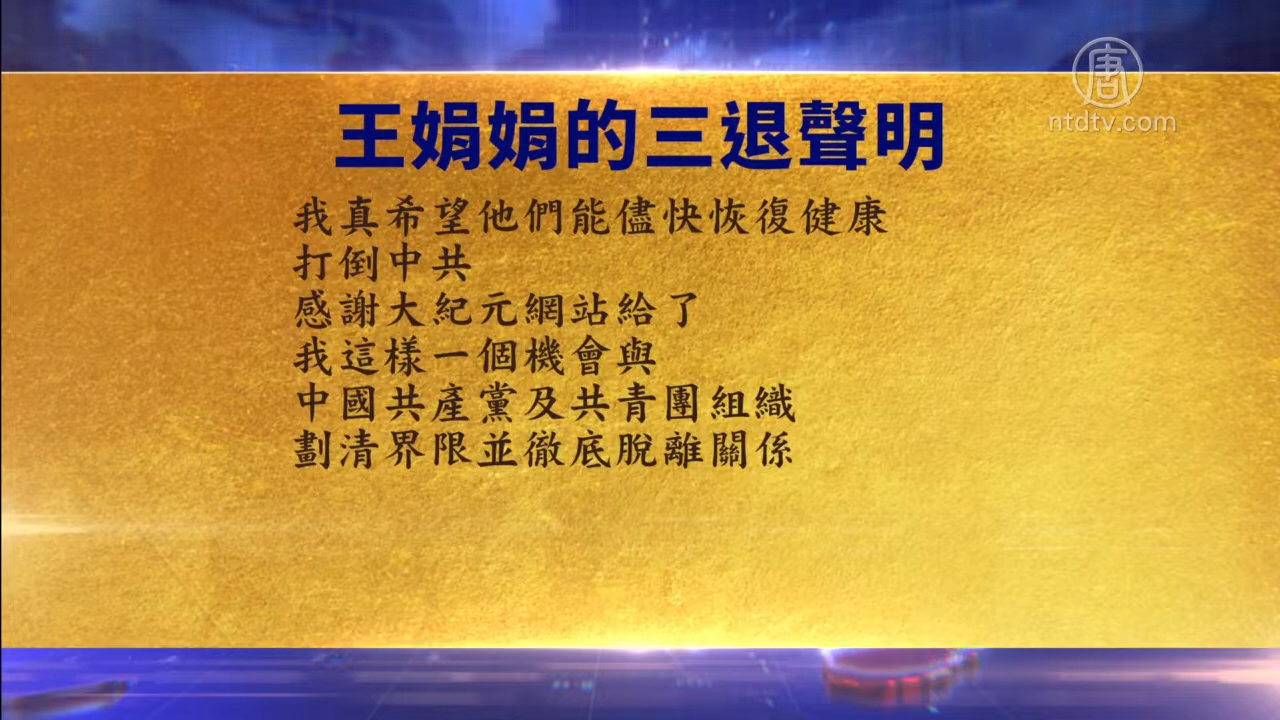 唐
ntdtv.com
王娟娟的三退聲明
我真希望他們能儘快恢復健康
打倒中共
感謝大紀元網站給了
我這樣一個機會與
中國共產黨及共青團組織
劃清界限並徹底脫離關係